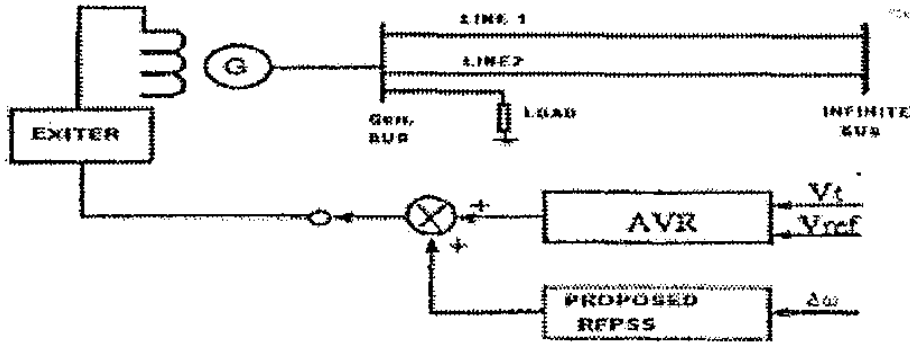 LINE 1
G
LINE2
EXITER
Gen,
BUS
LOAD
INFINITE
BUS
+
AVR
Vt
Vref
+
PROPOSED
RFPSS
Δω